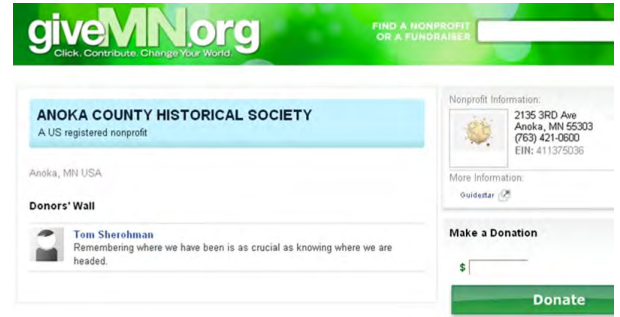 giveMN.org
Click. Contribute. Change Your World.
FIND A NONPROFIT
OR A FUNDRAISER
ANOKA COUNTY HISTORICAL SOCIETY
A US registered nonprofit
Anoka, MN USA
Donors' Wall
Tom Sherohman
Remembering where we have been is as crucial as knowing where we are
headed.
Nonprofit Information:
2135 3RD Ave
Anoka, MN 55303
(763) 421-0600
EIN: 411375036
More Information:
Guidestar
Make a Donation
$
Donate